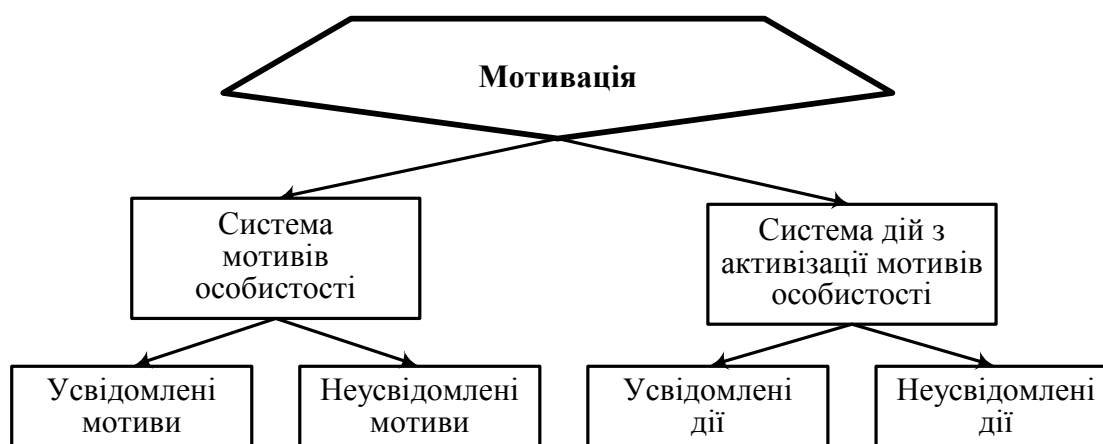 Мотивація
Система
мотивів
особистості
Система дій з
активізації мотивів
особистості
Усвідомлені
мотиви
Неусвідомлені
мотиви
Усвідомлені
дії
Неусвідомлені
дії